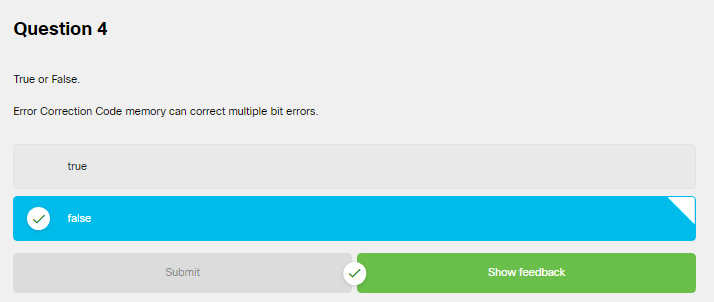 Question 4
True or False.
Error Correction Code memory can correct multiple bit errors.
true
false
Submit
Show feedback